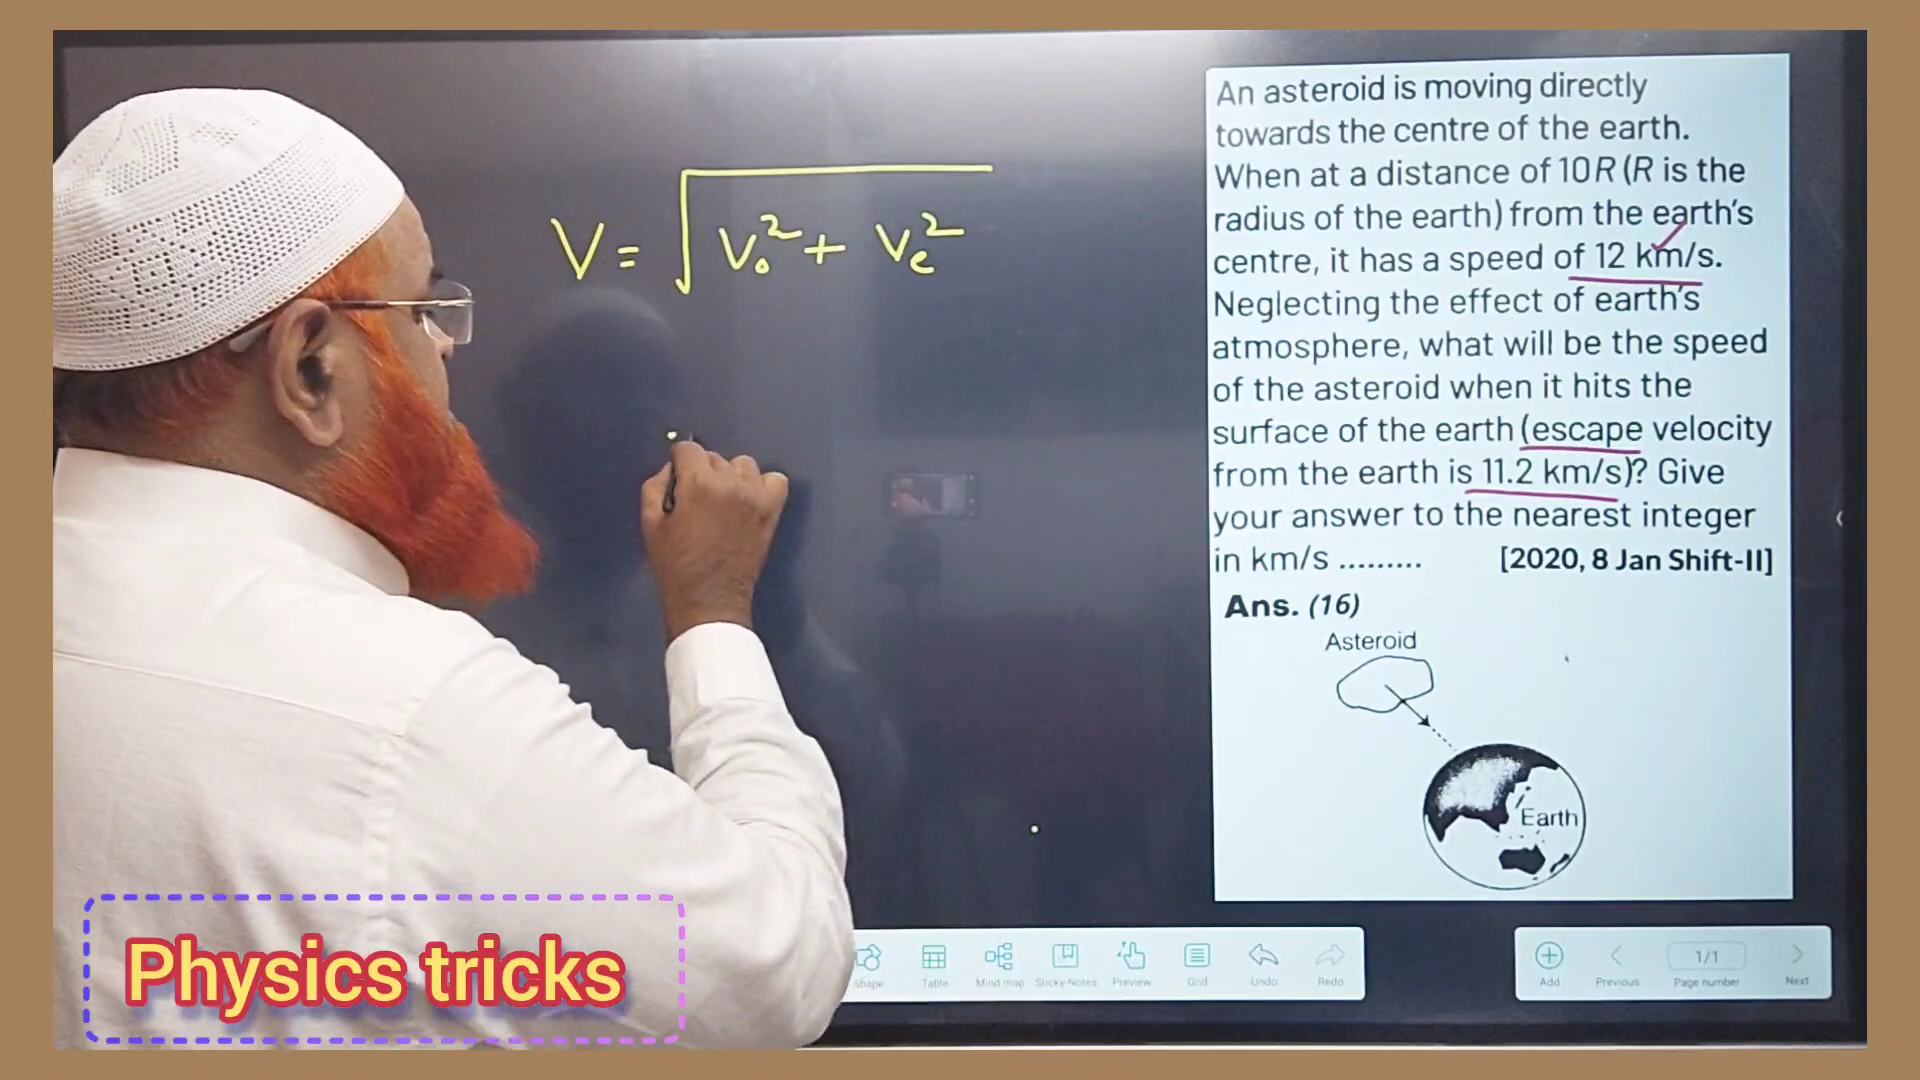 V = √V₀² + Vₑ²
An asteroid is moving directly
towards the centre of the earth.
When at a distance of 10R (R is the
radius of the earth) from the earth's
centre, it has a speed of 12 km/s.
Neglecting the effect of earth's
atmosphere, what will be the speed
of the asteroid when it hits the
surface of the earth (escape velocity
from the earth is 11.2 km/s)? Give
your answer to the nearest integer
in km/s ......... [2020, 8 Jan Shift-II]
Ans. (16)
Asteroid
Earth
Physics tricks
Shape Table Mind map Sticky Notes Preview Grid Undo Redo
1/1
Add Previous Page number Next